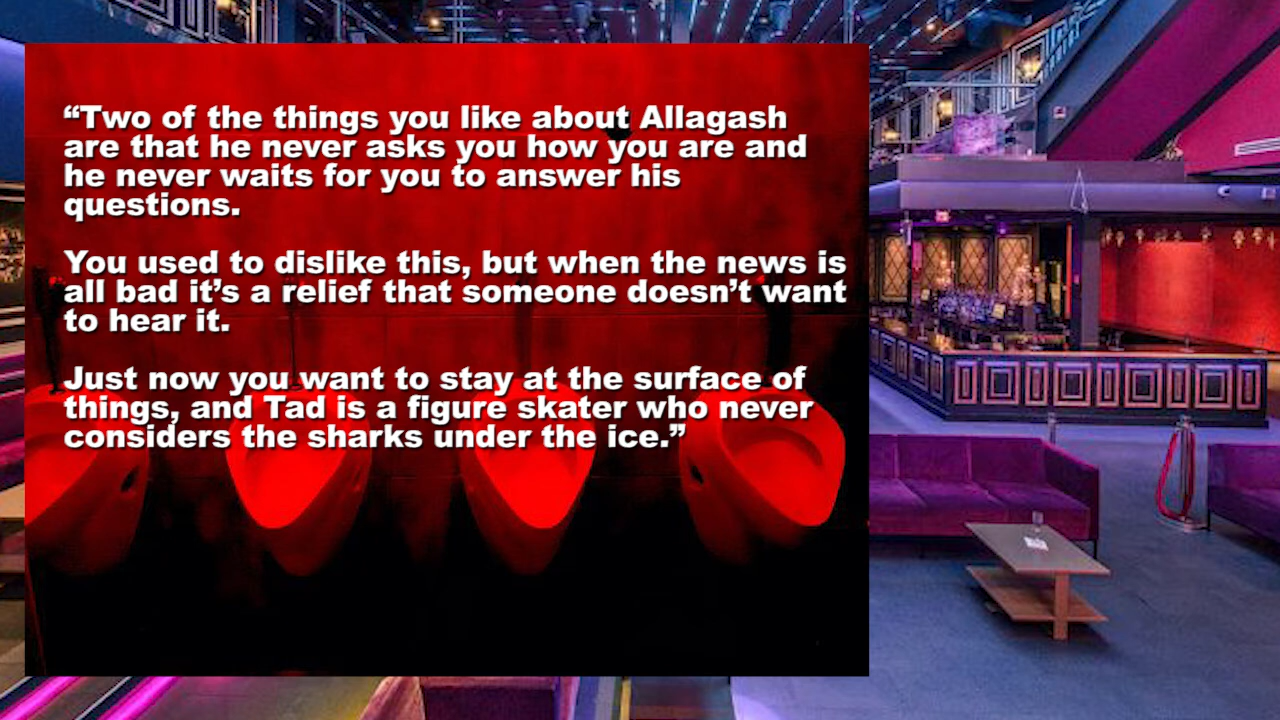 “Two of the things you like about Allagash
are that he never asks you how you are and
he never waits for you to answer his
questions.
You used to dislike this, but when the news is
all bad it’s a relief that someone doesn’t want
to hear it.
Just now you want to stay at the surface of
things, and Tad is a figure skater who never
considers the sharks under the ice.”